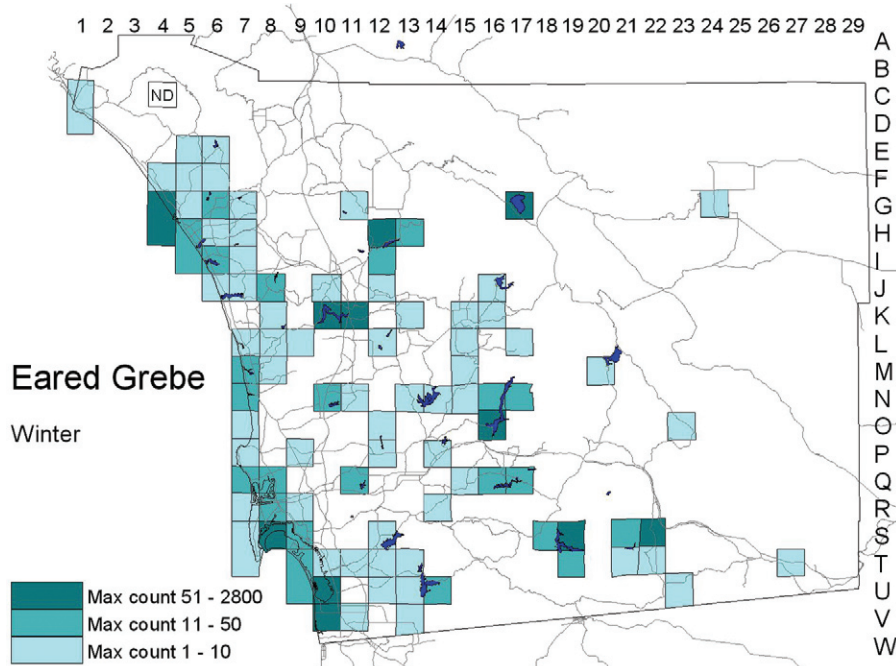 1 2 3 4 5 6 7 8 9 10 11 12 13 14 15 16 17 18 19 20 21 22 23 24 25 26 27 28 29
A
B
C
ND
D
E
F
G
H
I
J
K
L
M
Eared Grebe
N
O
Winter
P
Q
R
S
T
Max count 51 - 2800
U
Max count 11 - 50
V
Max count 1 - 10
W